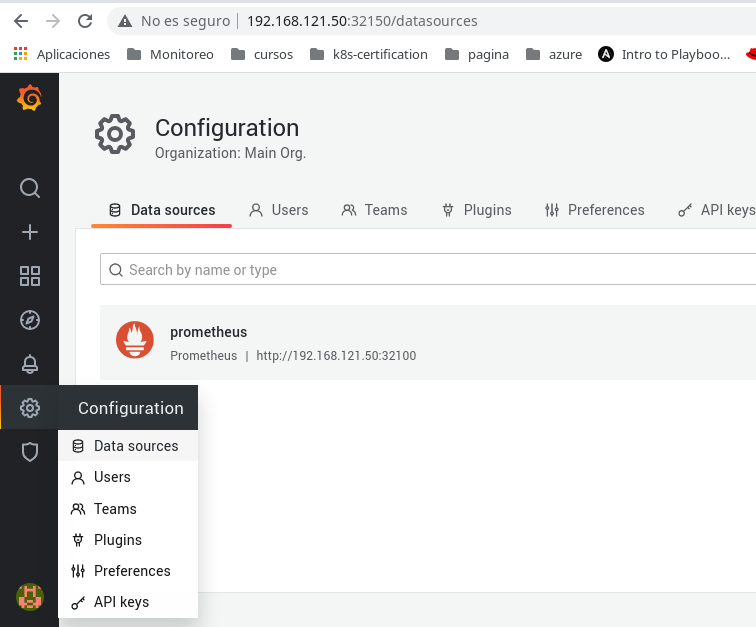 No es seguro | 192.168.121.50:32150/datasources
Aplicaciones Monitoreo cursos k8s-certification pagina azure A Intro to Playboo...
Configuration
Organization: Main Org.
Data sources Users Teams Plugins Preferences API keys
Search by name or type
prometheus
Prometheus | http://192.168.121.50:32100
Configuration
Data sources
Users
Teams
Plugins
Preferences
API keys